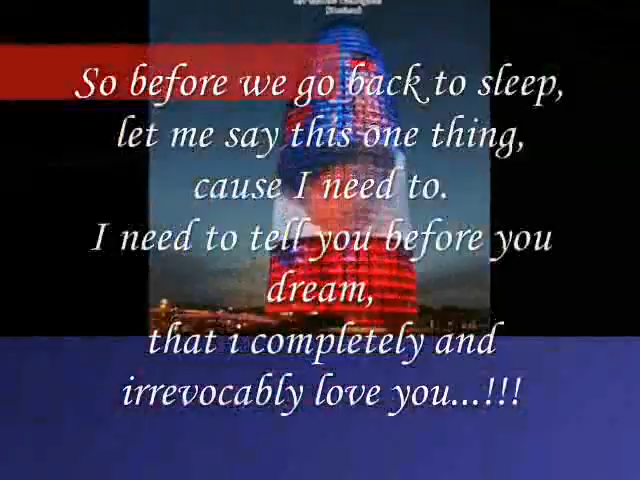 So before we go back to sleep,
let me say this one thing,
cause I need to.
I need to tell you before you
dream,
that i completely and
irrevocably love you...!!!